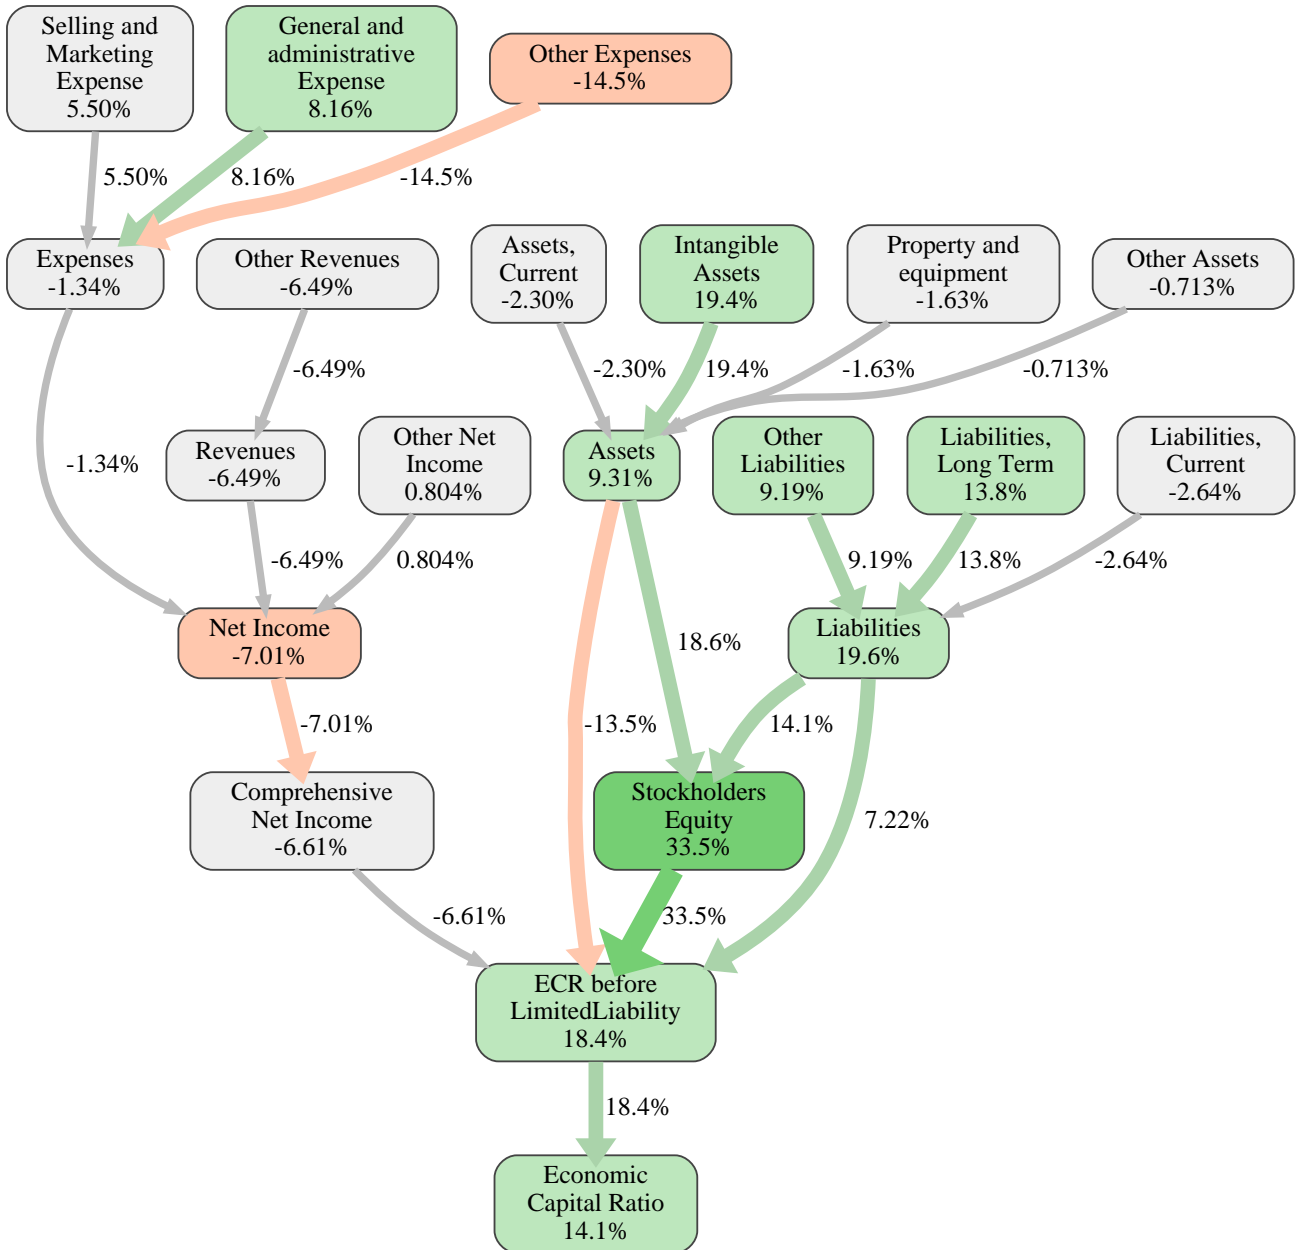 Selling and
Marketing
Expense
5.50%
General and
administrative
Expense
8.16%
Other Expenses
-14.5%
5.50%
8.16%
-14.5%
Expenses
-1.34%
Other Revenues
-6.49%
Assets,
Current
-2.30%
Intangible
Assets
19.4%
Property and
equipment
-1.63%
Other Assets
-0.713%
-6.49%
-2.30%
19.4%
-1.63%
-0.713%
-1.34%
Revenues
-6.49%
Other Net
Income
0.804%
Assets
9.31%
Other
Liabilities
9.19%
Liabilities,
Long Term
13.8%
Liabilities,
Current
-2.64%
-6.49%
0.804%
9.19%
13.8%
-2.64%
Net Income
-7.01%
18.6%
Liabilities
19.6%
-7.01%
-13.5%
14.1%
Comprehensive
Net Income
-6.61%
Stockholders
Equity
33.5%
7.22%
-6.61%
33.5%
ECR before
LimitedLiability
18.4%
18.4%
Economic
Capital Ratio
14.1%